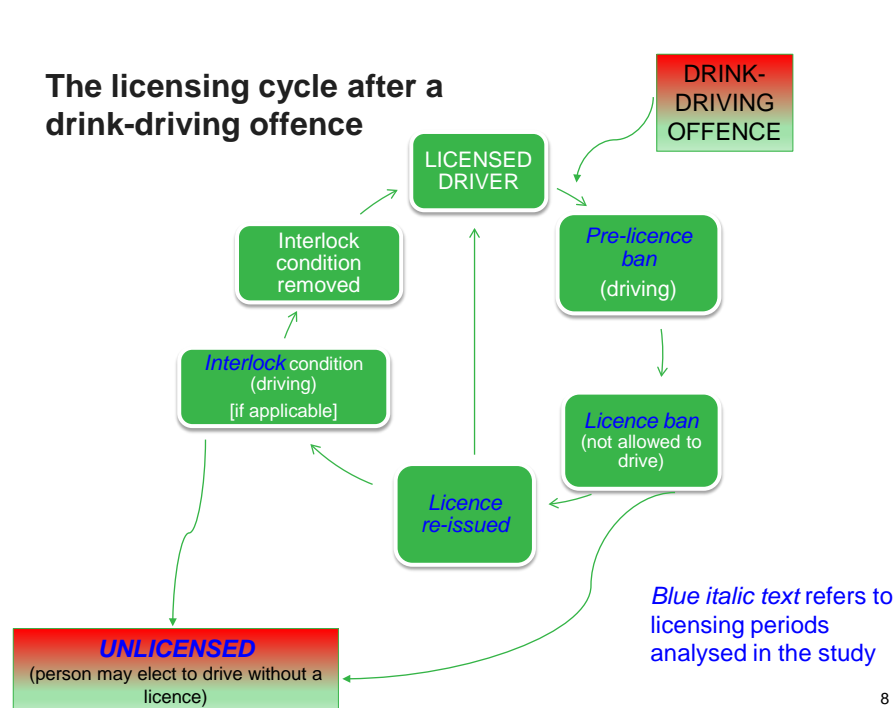 The licensing cycle after a
drink-driving offence
DRINK-
DRIVING
OFFENCE
LICENSED
DRIVER
Pre-licence
ban
(driving)
Interlock
condition
removed
Interlock condition
(driving)
[if applicable]
Licence ban
(not allowed to
drive)
Licence
re-issued
Blue italic text refers to
licensing periods
analysed in the study
UNLICENSED
(person may elect to drive without a
licence)
8